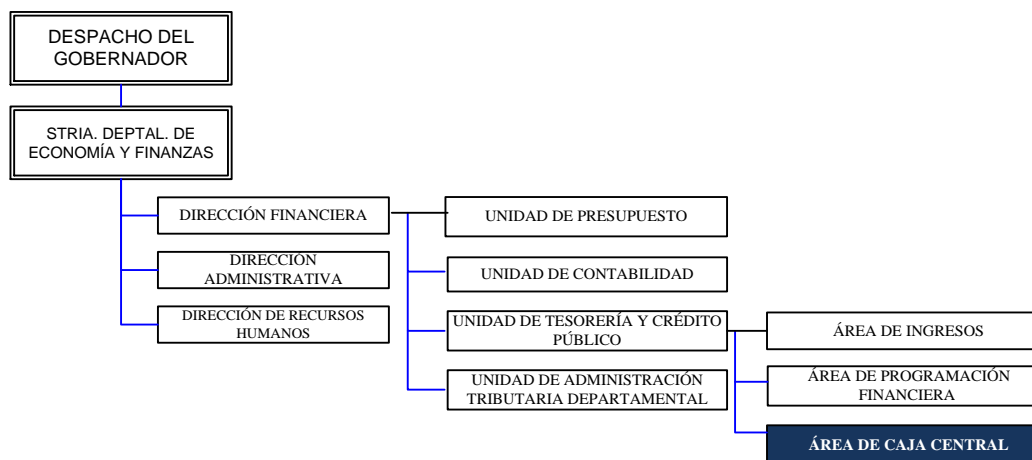 DESPACHO DEL
GOBERNADOR
STRIA. DEPTAL. DE
ECONOMÍA Y FINANZAS
DIRECCIÓN FINANCIERA
DIRECCIÓN
ADMINISTRATIVA
DIRECCIÓN DE RECURSOS
HUMANOS
UNIDAD DE PRESUPUESTO
UNIDAD DE CONTABILIDAD
UNIDAD DE TESORERÍA Y CRÉDITO
PÚBLICO
UNIDAD DE ADMINISTRACIÓN
TRIBUTARIA DEPARTAMENTAL
ÁREA DE INGRESOS
ÁREA DE PROGRAMACIÓN
FINANCIERA
ÁREA DE CAJA CENTRAL